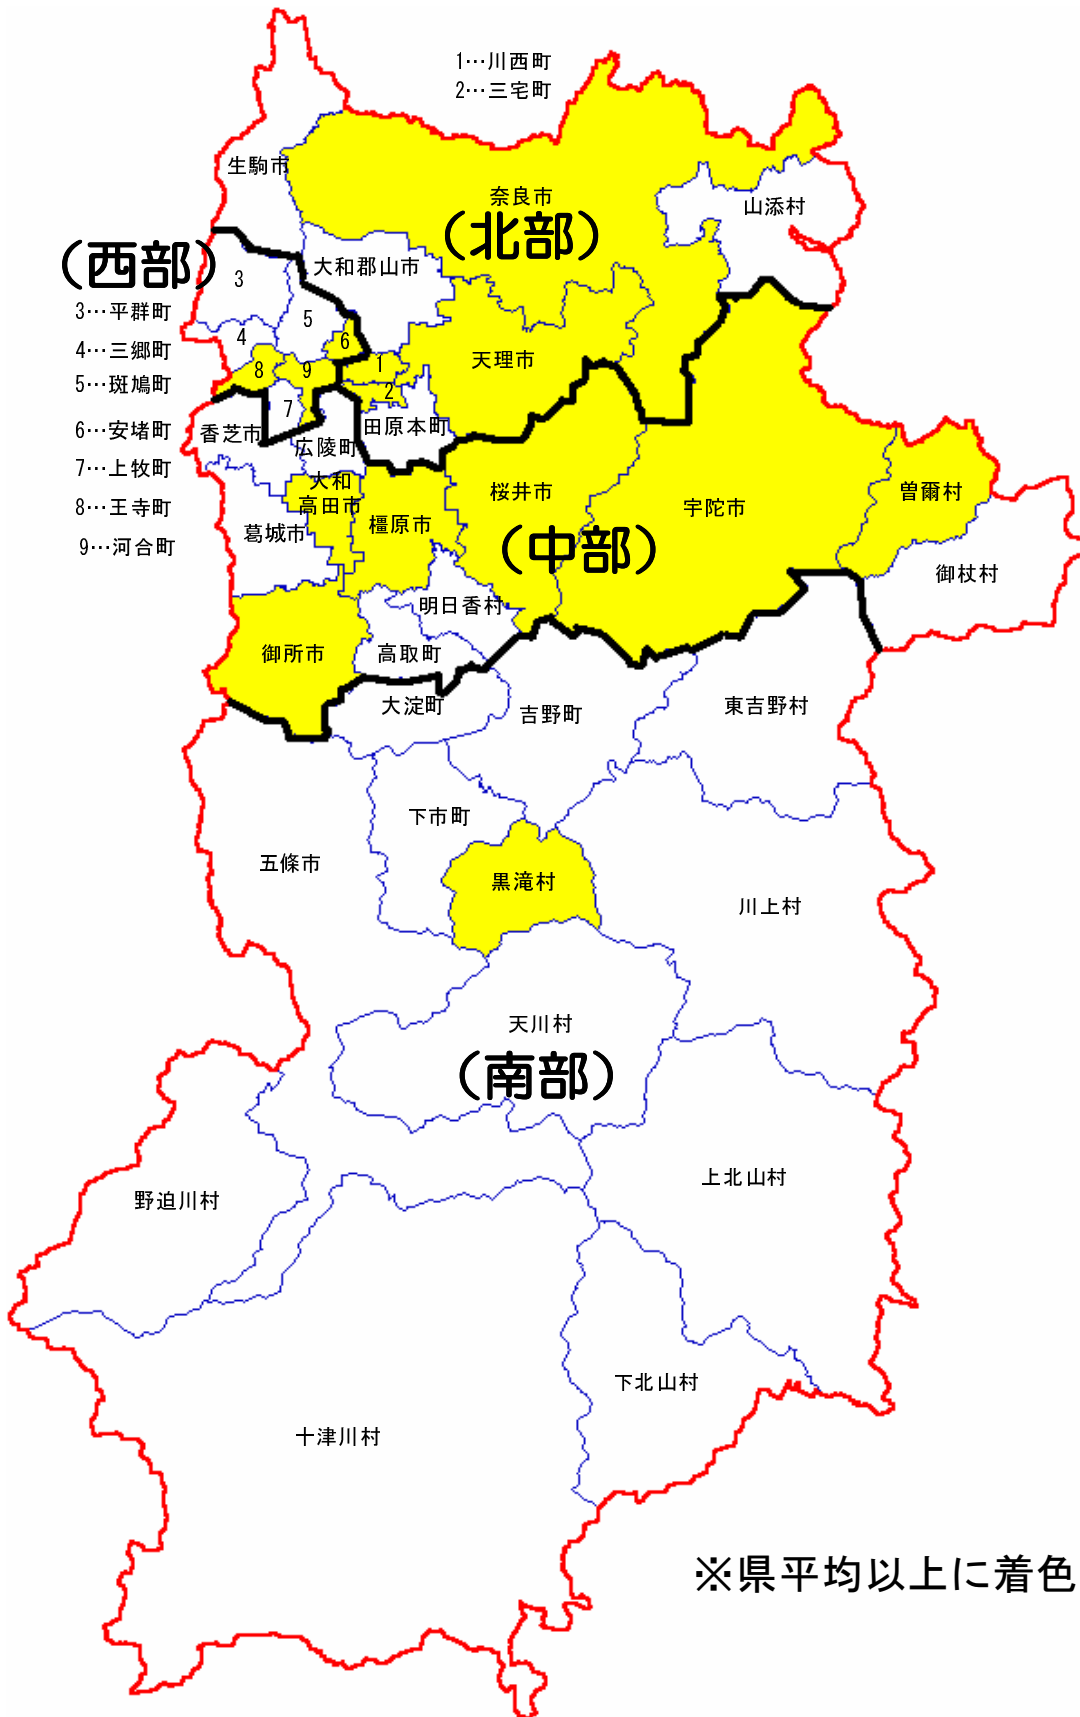 1…川西町
2…三宅町
生駒市
奈良市
山添村
(北部)
(西部)
大和郡山市
3
3…平群町
5
4
6
4…三郷町
天理市
1
8
9
5…斑鳩町
2
7
香芝市
田原本町
6…安堵町
広陵町
7…上牧町
大和
高田市
桜井市
曽爾村
8…王寺町
宇陀市
橿原市
葛城市
9…河合町
(中部)
御杖村
明日香村
御所市
高取町
大淀町
東吉野村
吉野町
下市町
五條市
黒滝村
川上村
天川村
(南部)
上北山村
野迫川村
下北山村
十津川村
※県平均以上に着色